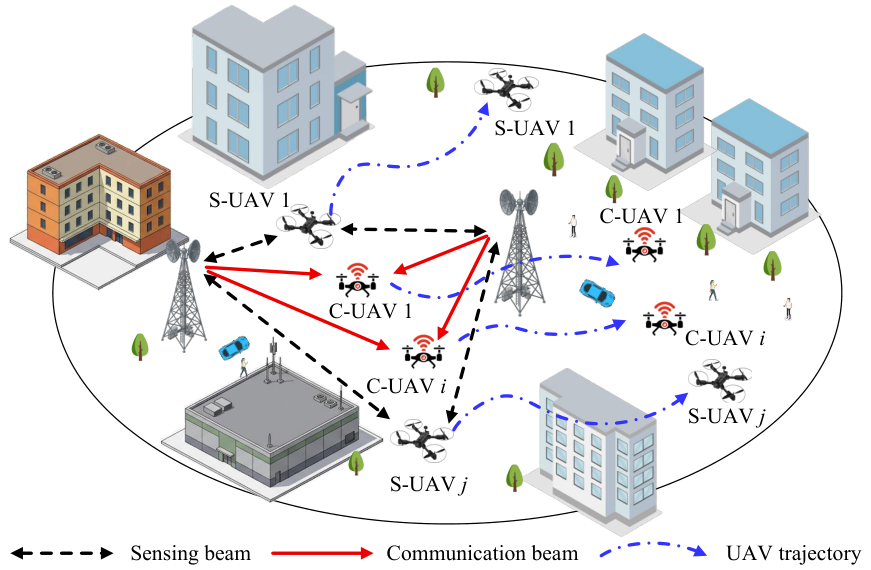 S-UAV 1
S-UAV 1
C-UAV 1
C-UAV 1
C-UAV i
C-UAV i
S-UAV j
S-UAV j
Sensing beam
Communication beam
UAV trajectory